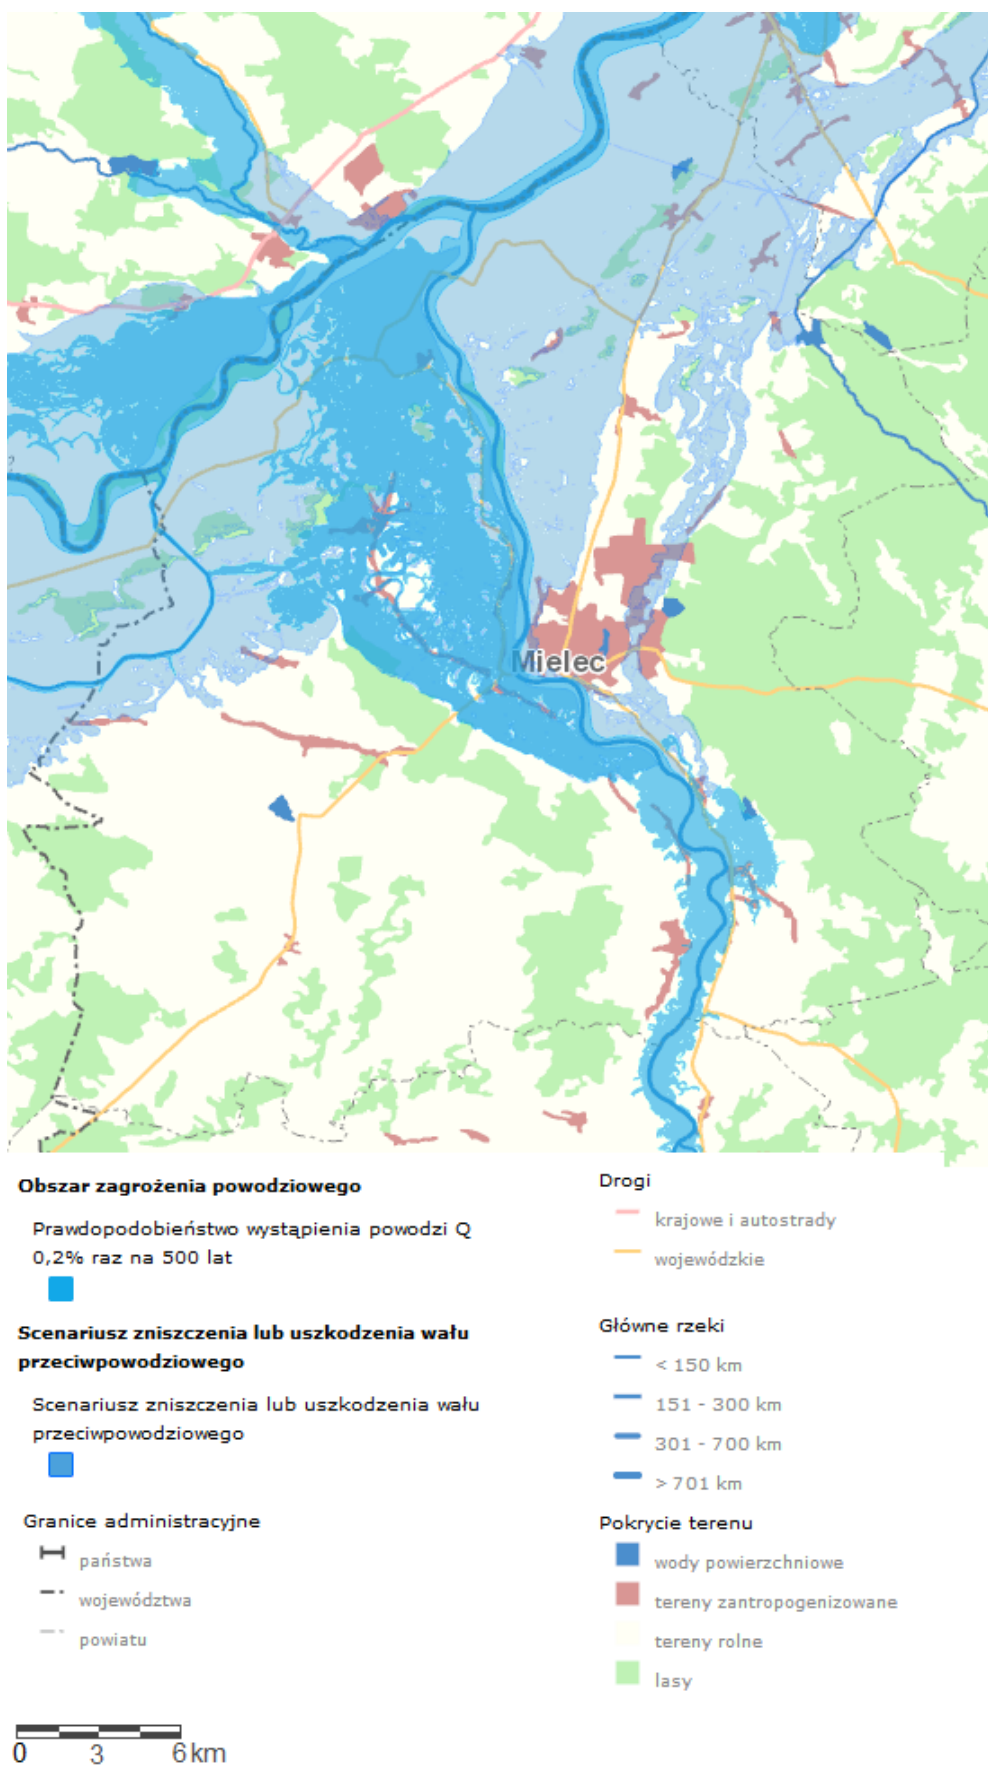 Mielec
Obszar zagrożenia powodziowego
Prawdopodobieństwo wystąpienia powodzi Q
0,2% raz na 500 lat
Scenariusz zniszczenia lub uszkodzenia wału
przeciwpowodziowego
Scenariusz zniszczenia lub uszkodzenia wału
przeciwpowodziowego
Granice administracyjne
państwa
województwa
powiatu
0 3 6 km
Drogi
krajowe i autostrady
wojewódzkie
Główne rzeki
< 150 km
151 - 300 km
301 - 700 km
> 701 km
Pokrycie terenu
wody powierzchniowe
tereny zantropogenizowane
tereny rolne
lasy